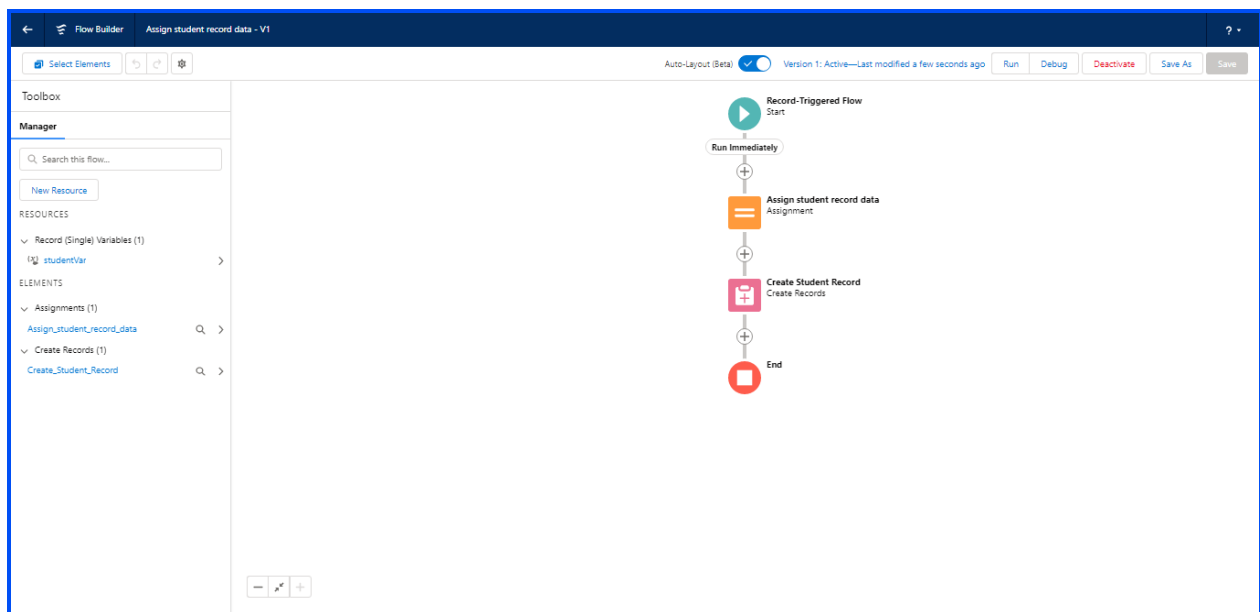 Flow Builder
Assign student record data - V1
?
Select Elements
Auto-Layout (Beta)
Version 1: Active—Last modified a few seconds ago
Run
Debug
Deactivate
Save As
Save
Toolbox
Manager
Search this flow...
New Resource
RESOURCES
Record (Single) Variables (1)
studentVar
ELEMENTS
Assignments (1)
Assign_student_record_data
Create Records (1)
Create_Student_Record
Record-Triggered Flow
Start
Run Immediately
Assign student record data
Assignment
Create Student Record
Create Records
End